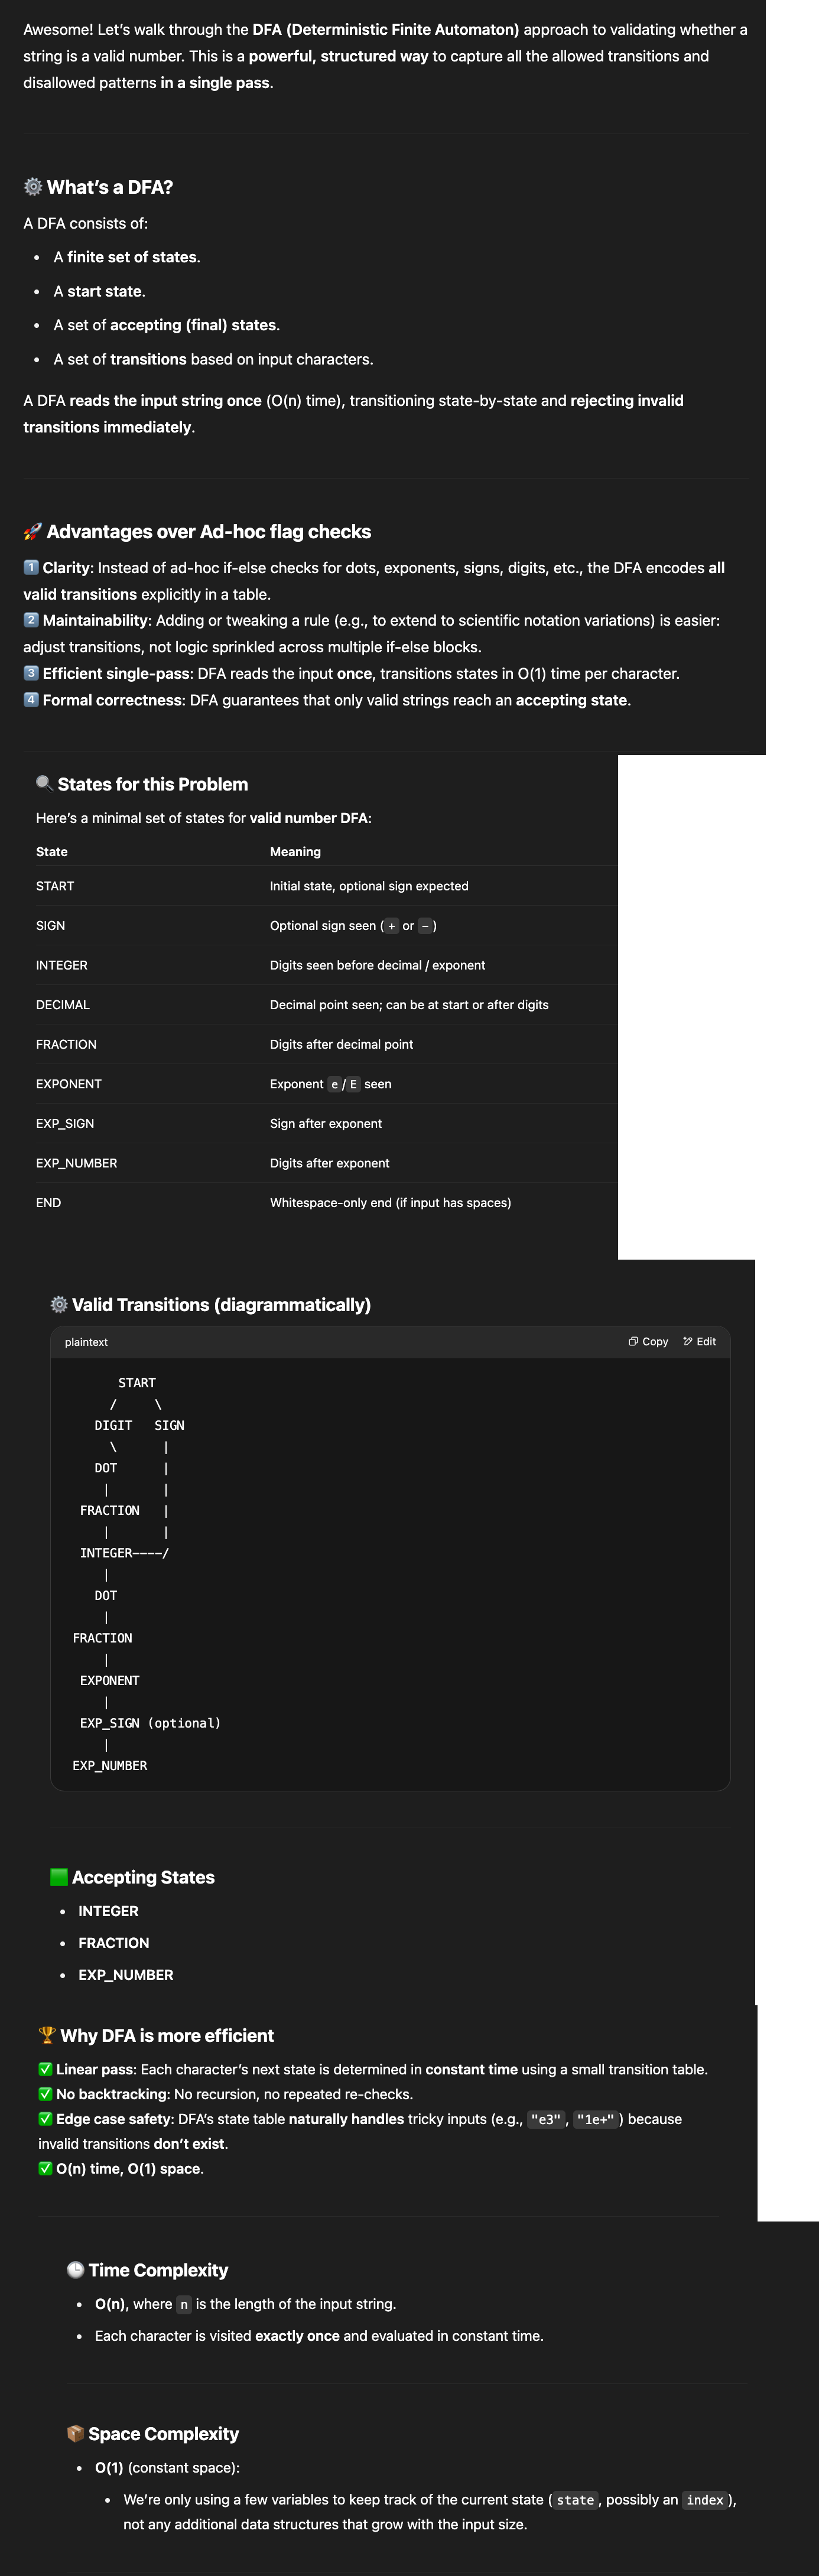 Awesome! Let's walk through the DFA (Deterministic Finite Automaton) approach to validating whether a
string is a valid number. This is a powerful, structured way to capture all the allowed transitions and
disallowed patterns in a single pass.
⚙️ What's a DFA?
A DFA consists of:
• A finite set of states.
• A start state.
• A set of accepting (final) states.
• A set of transitions based on input characters.
A DFA reads the input string once (O(n) time), transitioning state-by-state and rejecting invalid
transitions immediately.
🚀 Advantages over Ad-hoc flag checks
1️⃣ Clarity: Instead of ad-hoc if-else checks for dots, exponents, signs, digits, etc., the DFA encodes all
valid transitions explicitly in a table.
2️⃣ Maintainability: Adding or tweaking a rule (e.g., to extend to scientific notation variations) is easier:
adjust transitions, not logic sprinkled across multiple if-else blocks.
3️⃣ Efficient single-pass: DFA reads the input once, transitions states in O(1) time per character.
4️⃣ Formal correctness: DFA guarantees that only valid strings reach an accepting state.
🔍 States for this Problem
Here's a minimal set of states for valid number DFA:
State Meaning
START Initial state, optional sign expected
SIGN Optional sign seen (+ or −)
INTEGER Digits seen before decimal / exponent
DECIMAL Decimal point seen; can be at start or after digits
FRACTION Digits after decimal point
EXPONENT Exponent e/E seen
EXP_SIGN Sign after exponent
EXP_NUMBER Digits after exponent
END Whitespace-only end (if input has spaces)
⚙️ Valid Transitions (diagrammatically)
plaintext Copy Edit
START
/ \
DIGIT SIGN
\ |
DOT |
| |
FRACTION |
| |
INTEGER----/
|
DOT
|
FRACTION
|
EXPONENT
|
EXP_SIGN (optional)
|
EXP_NUMBER
🟩 Accepting States
• INTEGER
• FRACTION
• EXP_NUMBER
🏆 Why DFA is more efficient
✅ Linear pass: Each character's next state is determined in constant time using a small transition table.
✅ No backtracking: No recursion, no repeated re-checks.
✅ Edge case safety: DFA's state table naturally handles tricky inputs (e.g., "e3", "1e+") because
invalid transitions don't exist.
✅ O(n) time, O(1) space.
🕒 Time Complexity
• O(n), where n is the length of the input string.
• Each character is visited exactly once and evaluated in constant time.
📦 Space Complexity
• O(1) (constant space):
• We're only using a few variables to keep track of the current state (state, possibly an index),
not any additional data structures that grow with the input size.